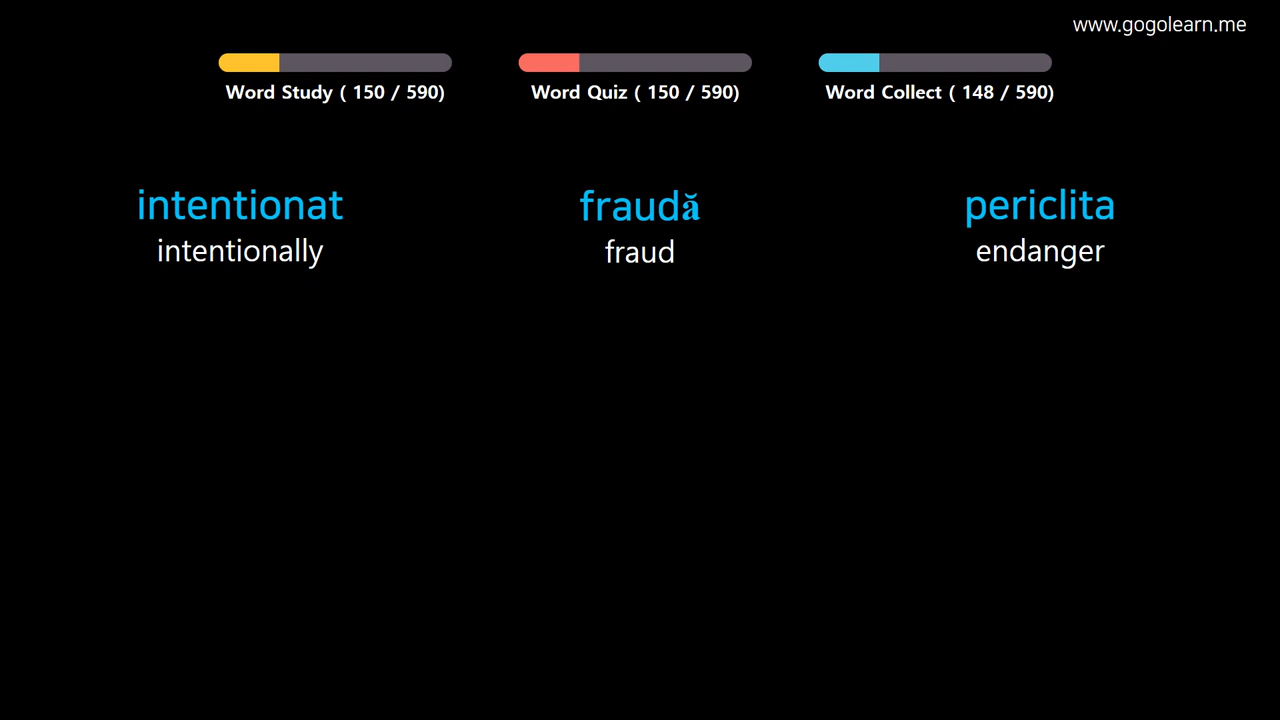 www.gogolearn.me
Word Study ( 150 / 590)
Word Quiz ( 150 / 590)
Word Collect ( 148 / 590)
intentionat
intentionally
fraudă
fraud
periclita
endanger